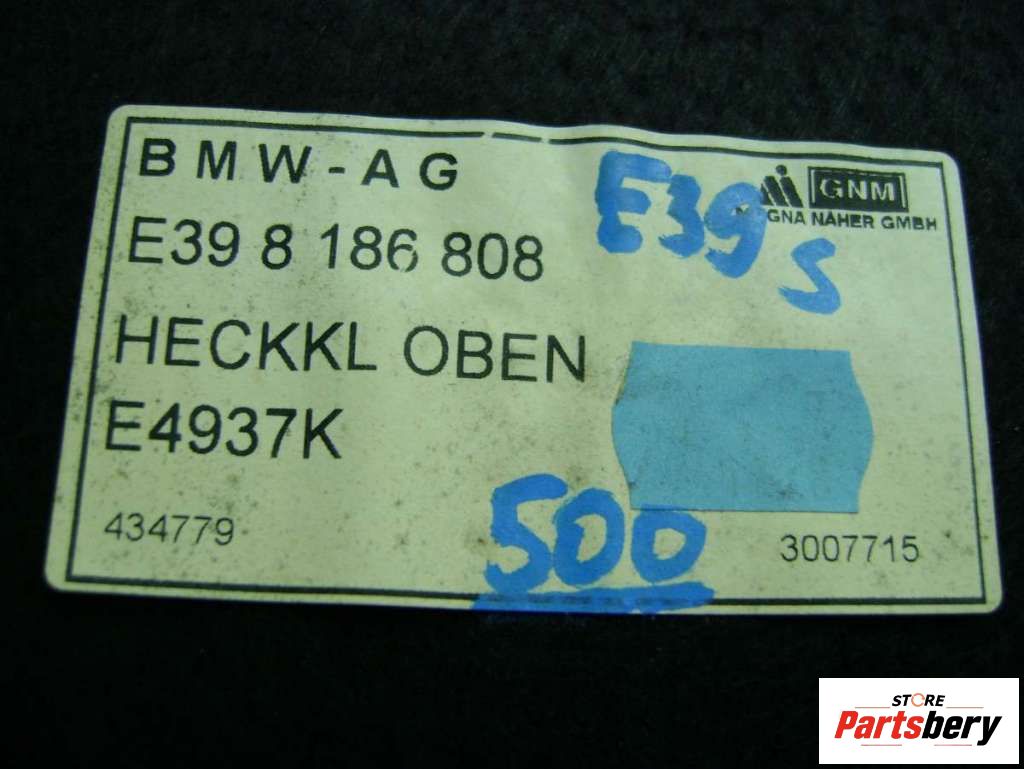 BMW-AG
E39 8 186 808
HECKKL OBEN
E4937K
434779
E39
S
GNM
GNA NÄHER GMBH
500
3007715
STORE
Partsbery